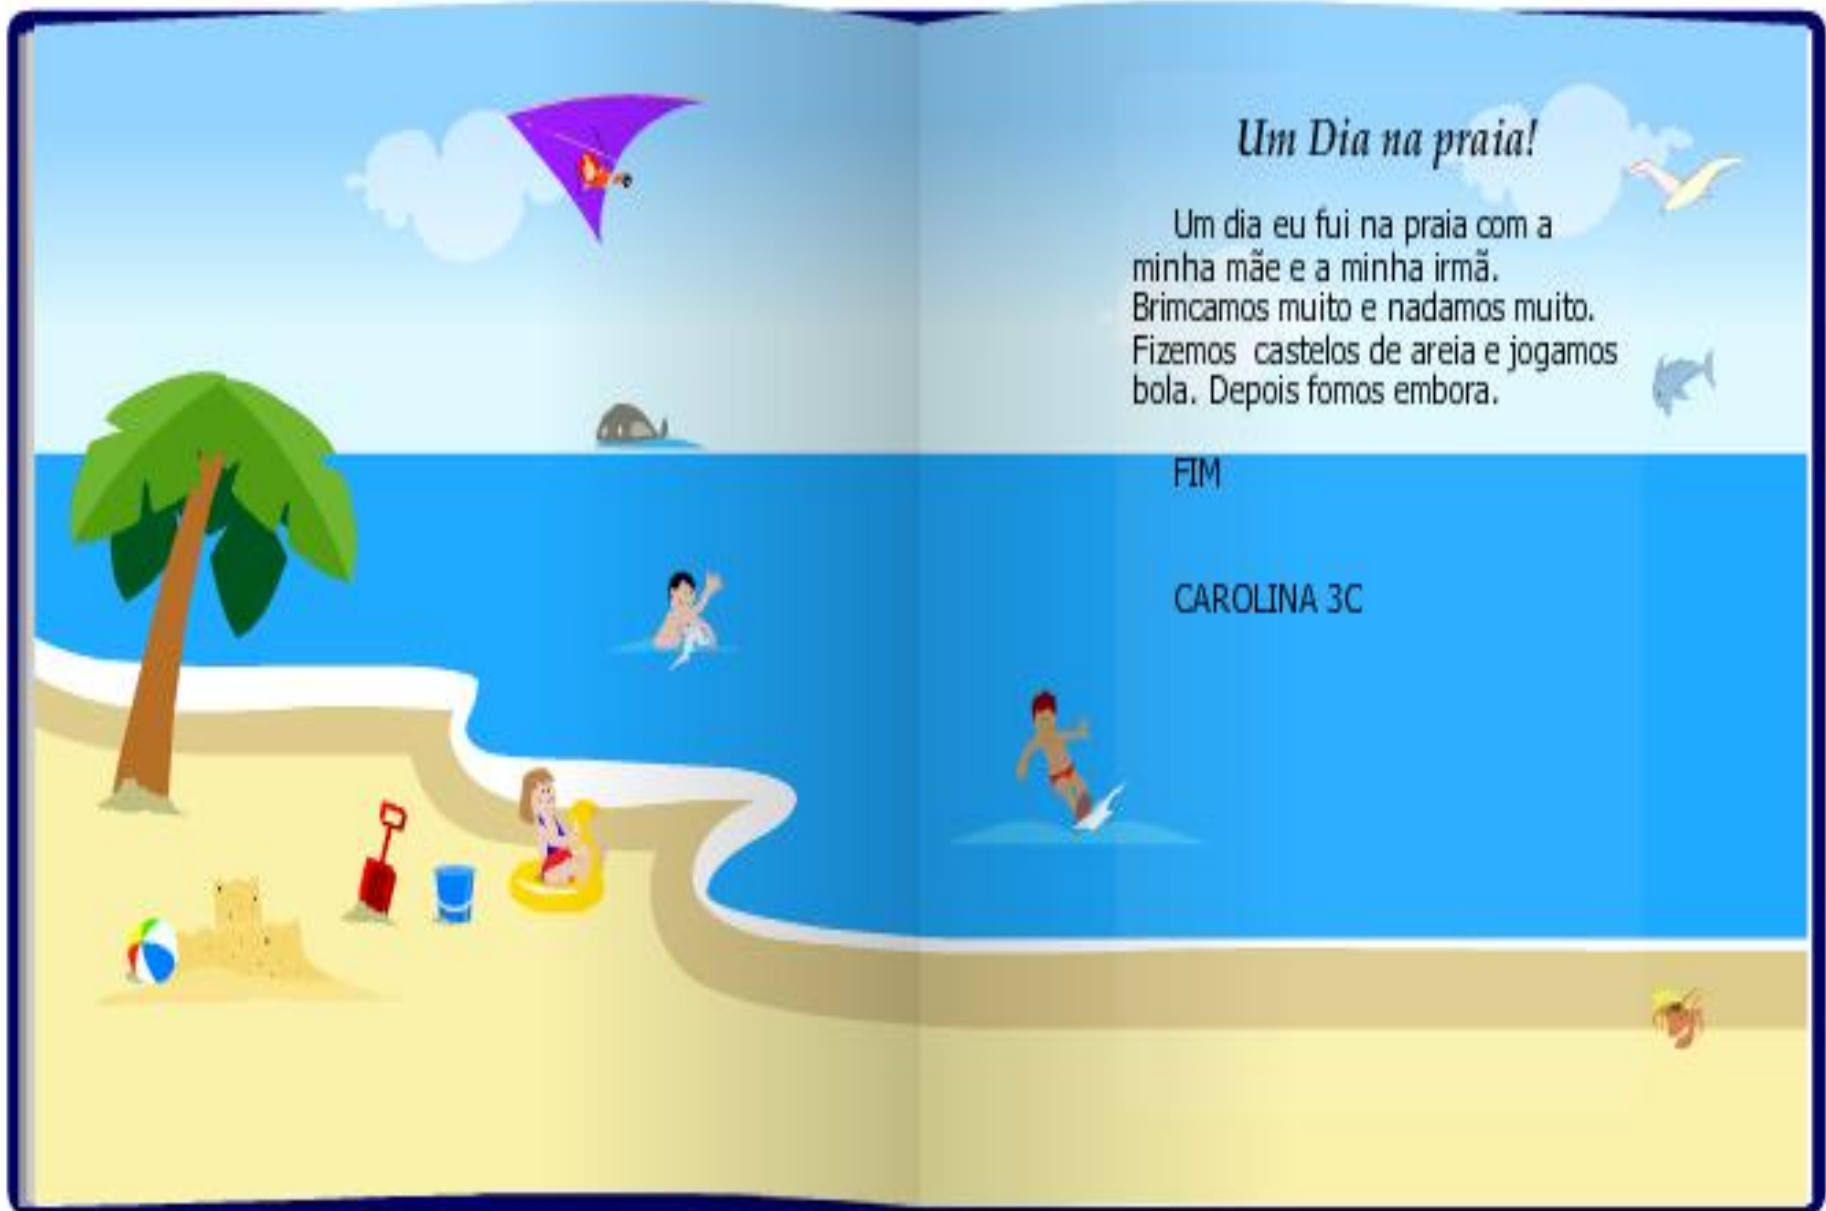 Um Dia na praia!
Um dia eu fui na praia com a
minha mãe e a minha irmã.
Brimcamos muito e nadamos muito.
Fizemos castelos de areia e jogamos
bola. Depois fomos embora.
FIM
CAROLINA 3C